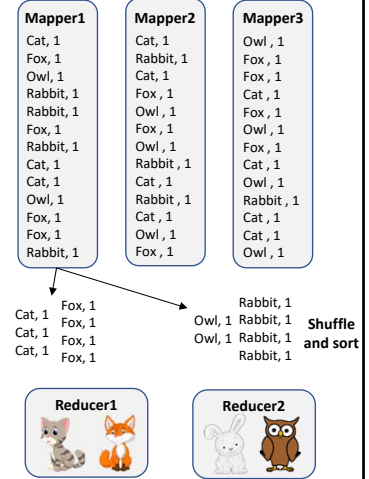 Mapper1
Cat, 1
Fox, 1
Owl, 1
Rabbit, 1
Rabbit, 1
Fox, 1
Rabbit, 1
Cat, 1
Cat, 1
Owl, 1
Fox, 1
Fox, 1
Rabbit, 1
Mapper2
Cat, 1
Rabbit, 1
Cat, 1
Fox , 1
Owl , 1
Fox , 1
Owl , 1
Rabbit , 1
Cat , 1
Rabbit , 1
Cat , 1
Owl , 1
Fox , 1
Mapper3
Owl , 1
Fox , 1
Fox , 1
Cat , 1
Fox , 1
Owl , 1
Fox , 1
Cat , 1
Owl , 1
Rabbit , 1
Cat , 1
Cat , 1
Owl , 1
Cat, 1
Cat, 1
Cat, 1
Fox, 1
Fox, 1
Fox, 1
Fox, 1
Owl, 1
Owl, 1
Rabbit, 1
Rabbit, 1
Rabbit, 1
Rabbit, 1
Shuffle
and sort
Reducer1
Reducer2